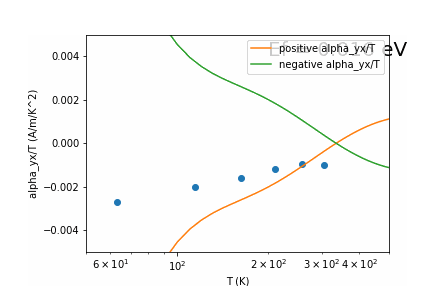 eV
positive alpha_yx/T
negative alpha_yx/T
0.004
0.002
0.000
−0.002
−0.004
alpha_yx/T (A/m/K^2)
6 × 10¹
10²
2 × 10²
3 × 10²
4 × 10²
T (K)